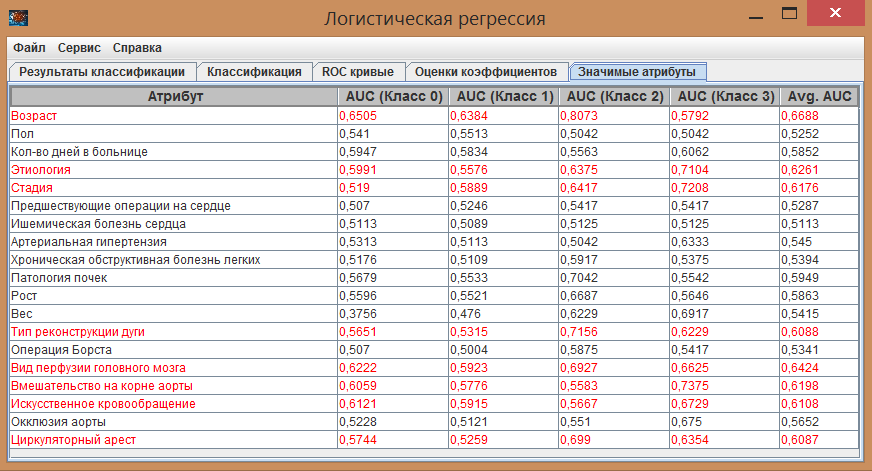 Логистическая регрессия
Файл Сервис Справка
Результаты классификации Классификация ROC кривые Оценки коэффициентов Значимые атрибуты
Атрибут AUC (Класс 0) AUC (Класс 1) AUC (Класс 2) AUC (Класс 3) Avg. AUC
Возраст 0,6505 0,6384 0,8073 0,5792 0,6688
Пол 0,541 0,5513 0,5042 0,5042 0,5252
Кол-во дней в больнице 0,5947 0,5834 0,5563 0,6062 0,5852
Этиология 0,5991 0,5576 0,6375 0,7104 0,6261
Стадия 0,519 0,5889 0,6417 0,7208 0,6176
Предшествующие операции на сердце 0,507 0,5246 0,5417 0,5417 0,5287
Ишемическая болезнь сердца 0,5113 0,5089 0,5125 0,5125 0,5113
Артериальная гипертензия 0,5313 0,5113 0,5042 0,6333 0,545
Хроническая обструктивная болезнь легких 0,5176 0,5109 0,5917 0,5375 0,5394
Патология почек 0,5679 0,5533 0,7042 0,5542 0,5949
Рост 0,5596 0,5521 0,6687 0,5646 0,5863
Вес 0,3756 0,476 0,6229 0,6917 0,5415
Тип реконструкции дуги 0,5651 0,5315 0,7156 0,6229 0,6088
Операция Борста 0,507 0,5004 0,5875 0,5417 0,5341
Вид перфузии головного мозга 0,6222 0,5923 0,6927 0,6625 0,6424
Вмешательство на корне аорты 0,6059 0,5776 0,5583 0,7375 0,6198
Искусственное кровообращение 0,6121 0,5915 0,5667 0,6729 0,6108
Окклюзия аорты 0,5228 0,5121 0,551 0,675 0,5652
Циркуляторный арест 0,5744 0,5259 0,699 0,6354 0,6087